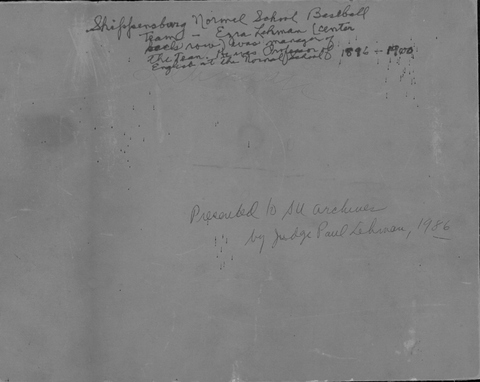 Shippensburg Normal School Baseball
Team - Ezra Lehman (center
back row) was manager of
the team. He was Professor of 1896-1900
English at the Normal School
Presented to SU archives
by Judge Paul Lehman, 1986